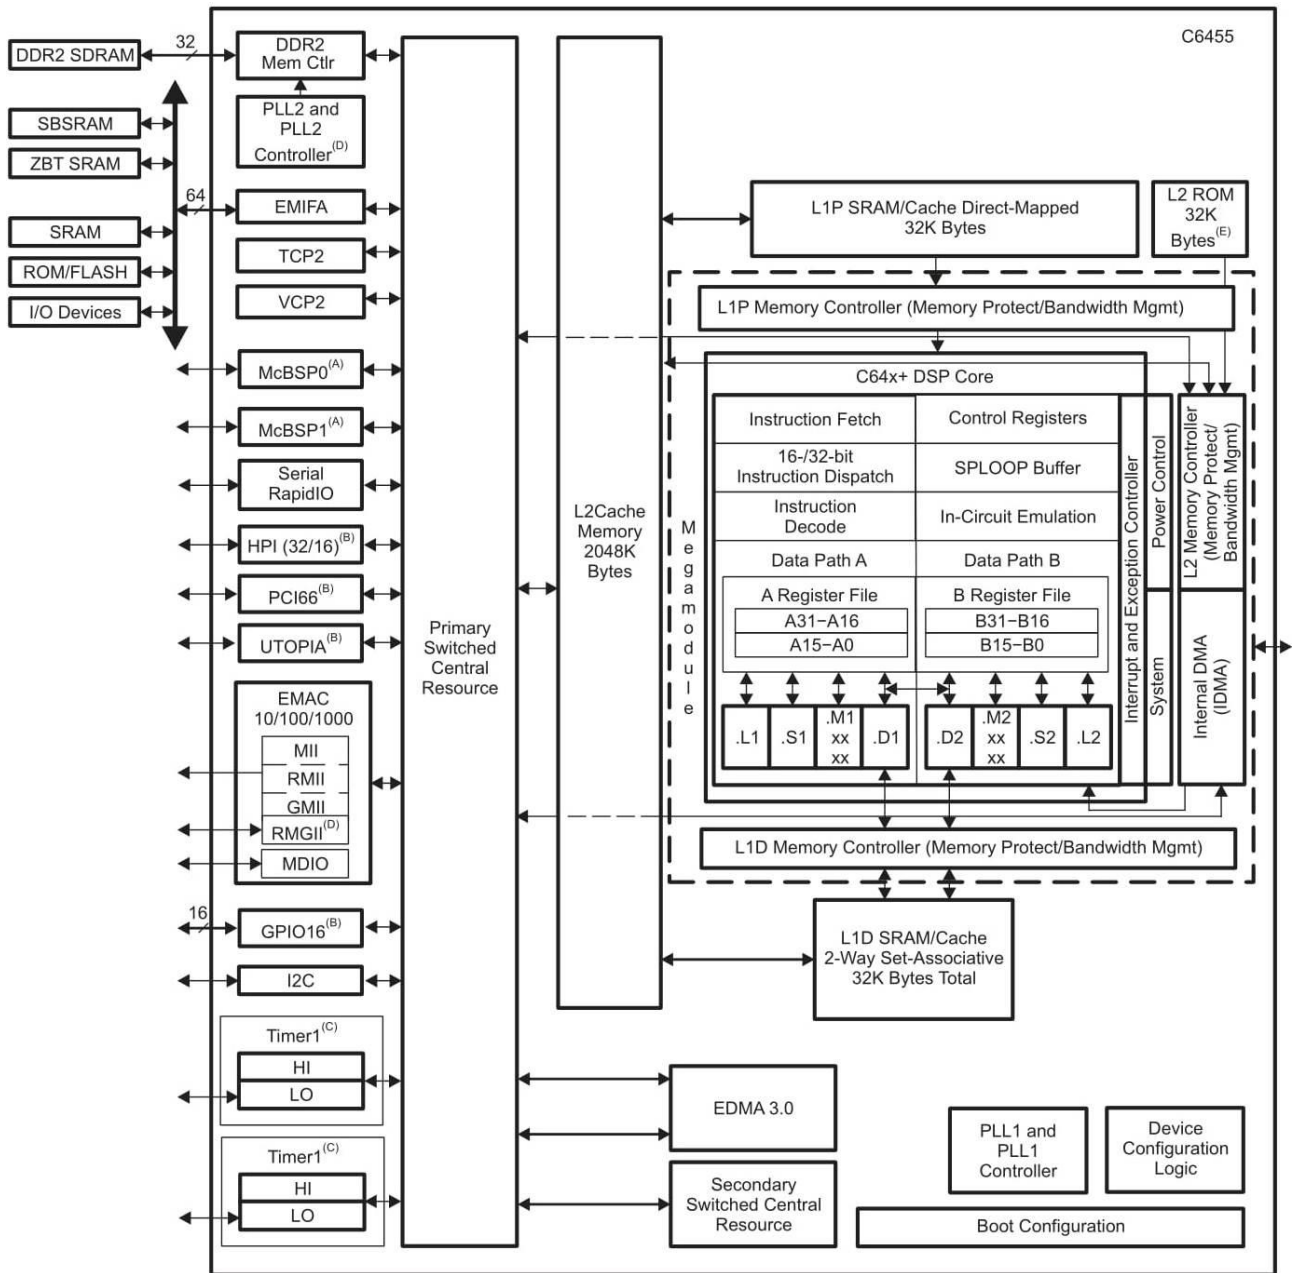 C6455
DDR2 SDRAM
32
DDR2
Mem Ctlr
PLL2 and
PLL2
Controller(D)
SBSRAM
ZBT SRAM
64
EMIFA
SRAM
TCP2
ROM/FLASH
VCP2
I/O Devices
McBSP0(A)
McBSP1(A)
Serial
RapidIO
HPI (32/16)(B)
PCI66(B)
UTOPIA(B)
EMAC
10/100/1000
MII
RMII
GMII
RMGII(D)
MDIO
16
GPIO16(B)
I2C
Timer1(C)
HI
LO
Timer1(C)
HI
LO
Primary
Switched
Central
Resource
L2Cache
Memory
2048K
Bytes
L1P SRAM/Cache Direct-Mapped
32K Bytes
L2 ROM
32K
Bytes(E)
L1P Memory Controller (Memory Protect/Bandwidth Mgmt)
Megamodule
C64x+ DSP Core
Instruction Fetch
Control Registers
16-/32-bit
Instruction Dispatch
SPLOOP Buffer
Instruction
Decode
In-Circuit Emulation
Data Path A
Data Path B
A Register File
B Register File
A31−A16
B31−B16
A15−A0
B15−B0
.L1
.S1
.M1
xx
xx
.D1
.D2
.M2
xx
xx
.S2
.L2
Interrupt and Exception Controller
Power Control
System
L2 Memory Controller
(Memory Protect/
Bandwidth Mgmt)
Internal DMA
(IDMA)
L1D Memory Controller (Memory Protect/Bandwidth Mgmt)
L1D SRAM/Cache
2-Way Set-Associative
32K Bytes Total
EDMA 3.0
Secondary
Switched Central
Resource
PLL1 and
PLL1
Controller
Device
Configuration
Logic
Boot Configuration